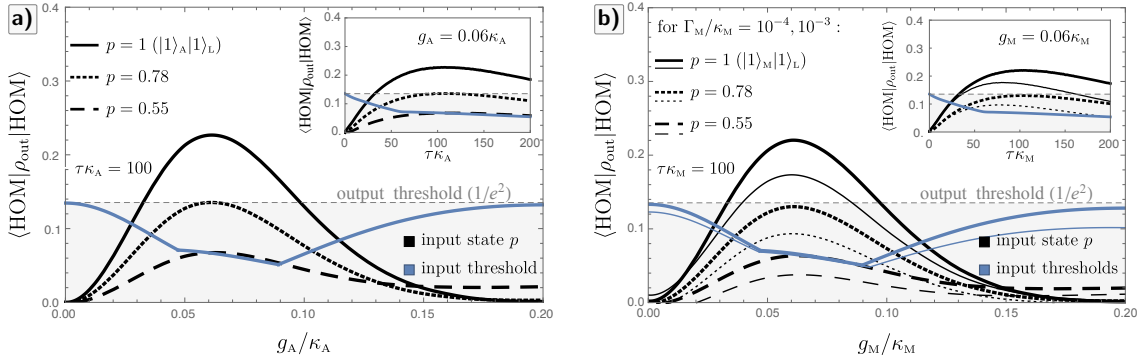 a)
⟨HOM|ρout|HOM⟩
0.4
0.3
0.2
0.1
0.0
0.00
0.05
0.10
0.15
0.20
gA/κA
p = 1 (|1⟩A|1⟩L)
p = 0.78
p = 0.55
τκA = 100
output threshold (1/e²)
input state p
input threshold
gA = 0.06κA
⟨HOM|ρout|HOM⟩
0.4
0.3
0.2
0.1
0
0
50
100
150
200
τκA
b)
⟨HOM|ρout|HOM⟩
0.4
0.3
0.2
0.1
0.0
0.00
0.05
0.10
0.15
0.20
gM/κM
for ΓM/κM = 10⁻⁴, 10⁻³ :
p = 1 (|1⟩M|1⟩L)
p = 0.78
p = 0.55
τκM = 100
output threshold (1/e²)
input state p
input thresholds
gM = 0.06κM
⟨HOM|ρout|HOM⟩
0.4
0.3
0.2
0.1
0
0
50
100
150
200
τκM